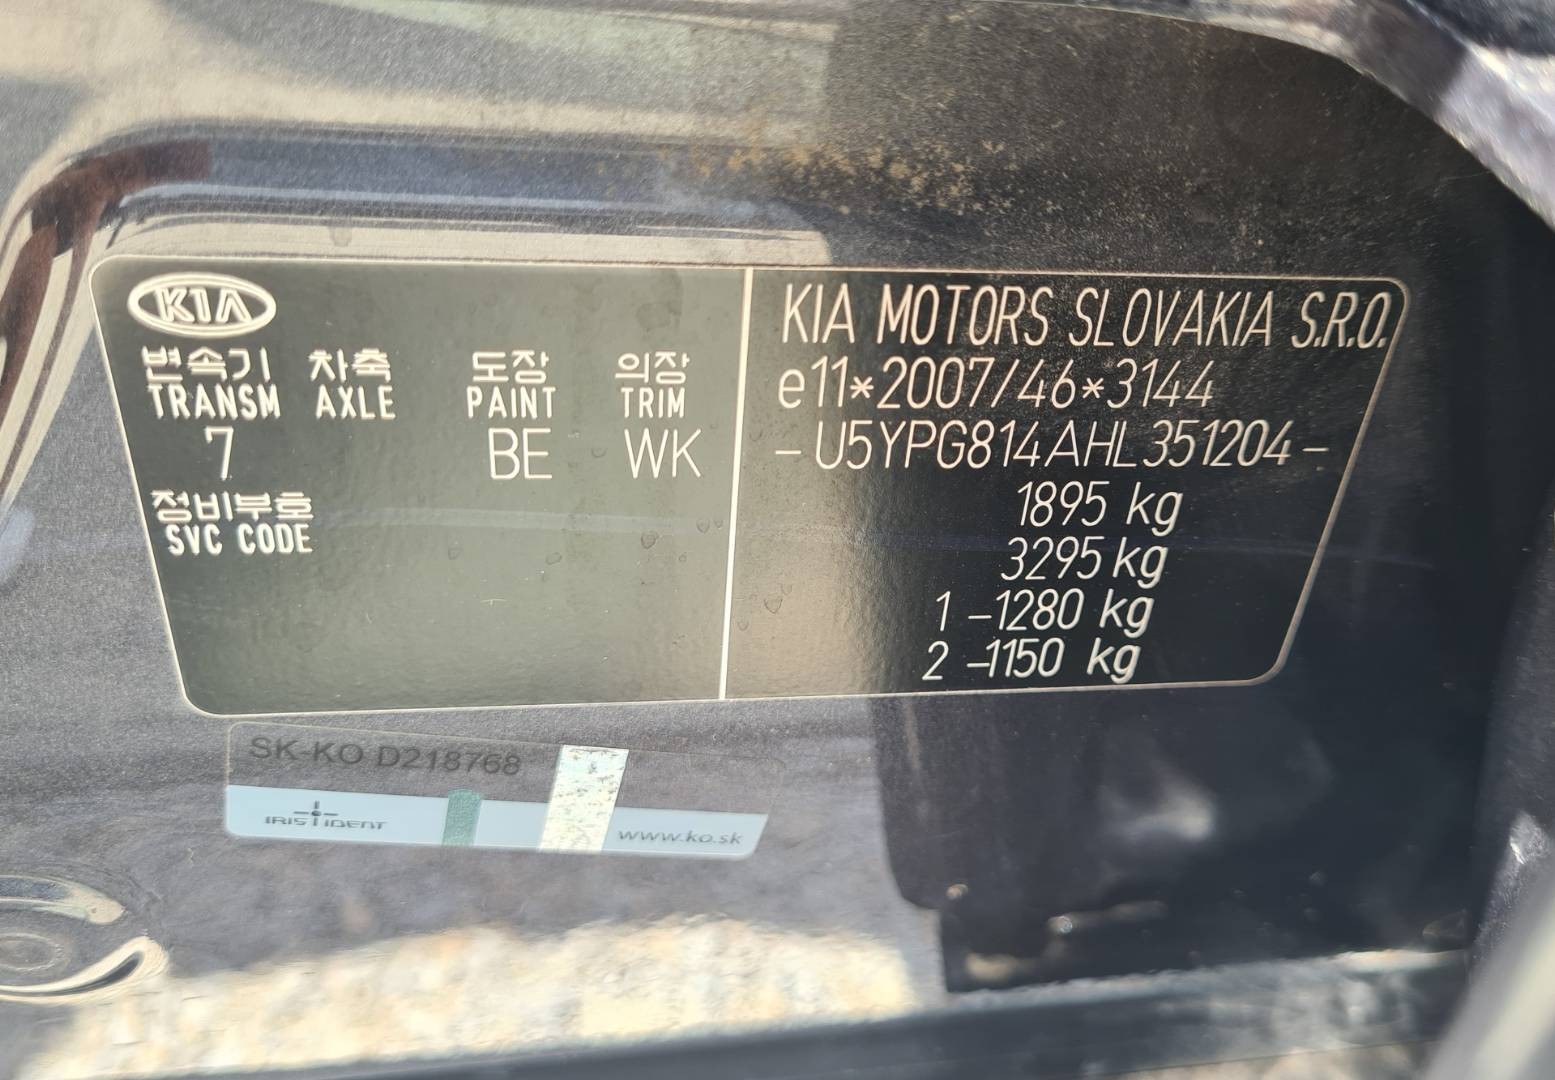 KIA
변속기 차축 도장 의장
TRANSM AXLE PAINT TRIM
7 BE WK
정비부호
SVC CODE
KIA MOTORS SLOVAKIA S.R.O.
e11*2007/46*3144
-U5YPG814AHL351204-
1895 kg
3295 kg
1 -1280 kg
2 -1150 kg
SK-KO D218768
IRIS IDENT
www.ko.sk